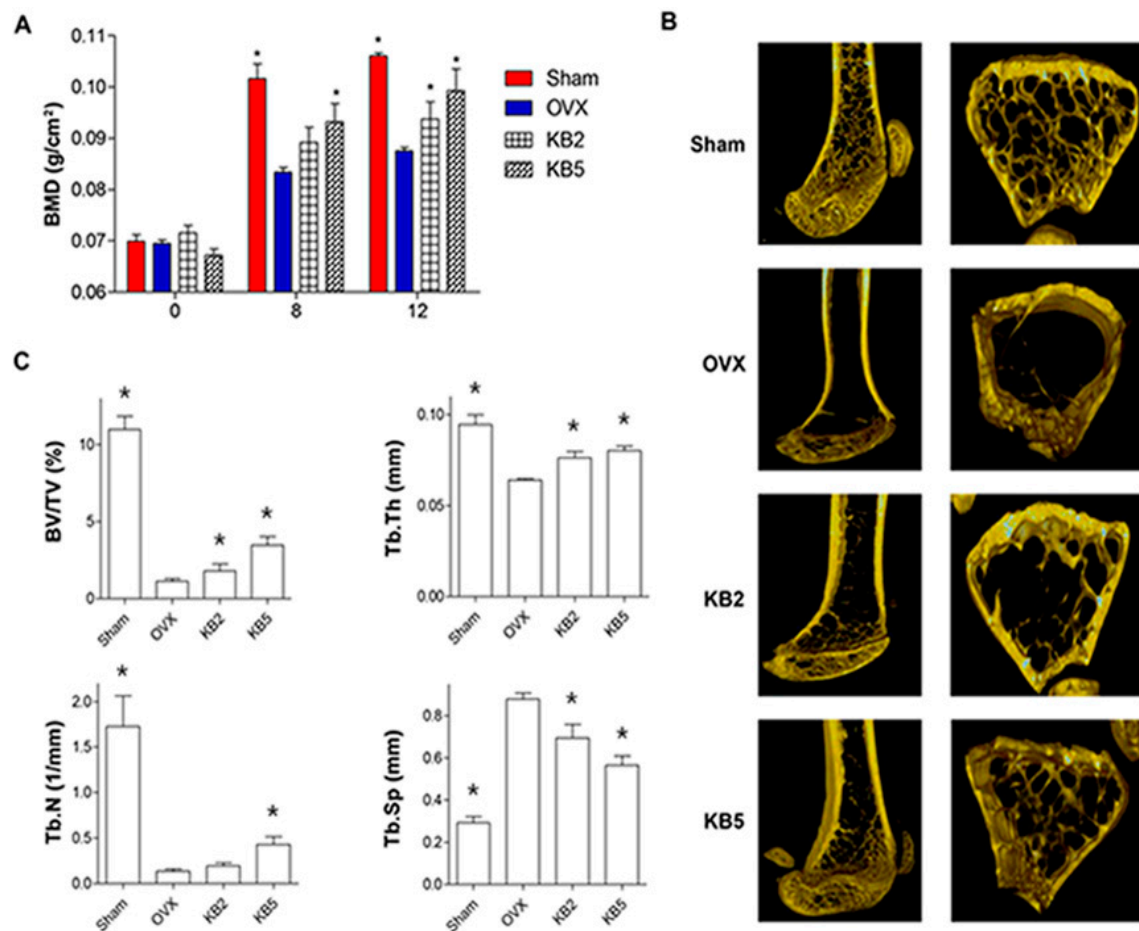 A
BMD (g/cm²)
0.11
0.10
0.09
0.08
0.07
0.06
* * * * *
0 8 12
Sham
OVX
KB2
KB5
B
Sham
OVX
KB2
KB5
C
BV/TV (%)
10
5
0
* * *
Sham OVX KB2 KB5
Tb.Th (mm)
0.10
0.05
0.00
* * *
Sham OVX KB2 KB5
Tb.N (1/mm)
2.0
1.5
1.0
0.5
0.0
* *
Sham OVX KB2 KB5
Tb.Sp (mm)
0.8
0.6
0.4
0.2
0.0
* * *
Sham OVX KB2 KB5